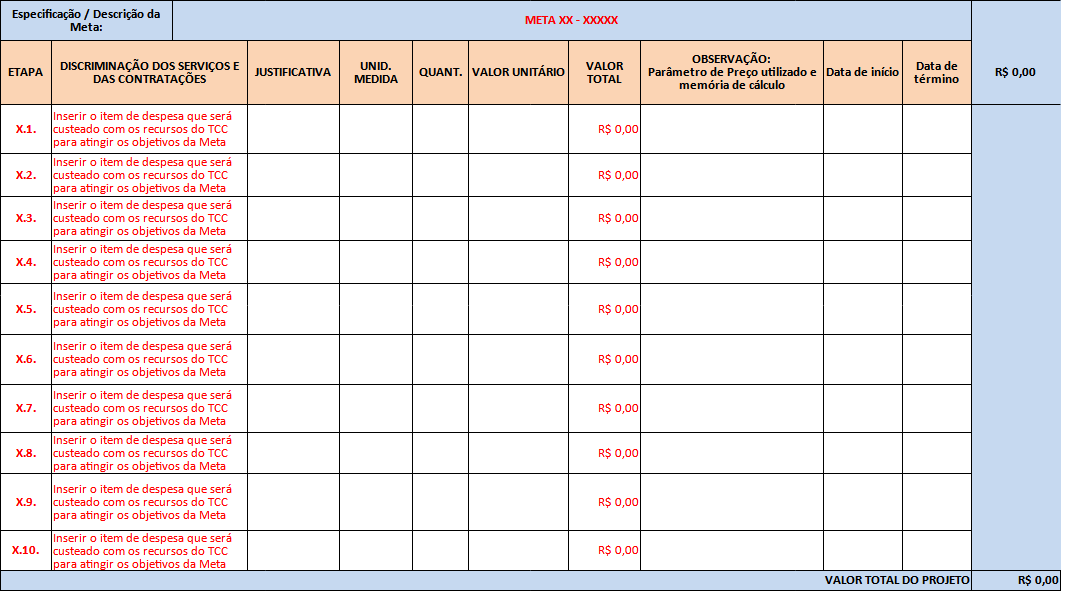 Especificação / Descrição da
Meta:
META XX - XXXXX
ETAPA
DISCRIMINAÇÃO DOS SERVIÇOS E
DAS CONTRATAÇÕES
JUSTIFICATIVA
UNID.
MEDIDA
QUANT.
VALOR UNITÁRIO
VALOR
TOTAL
OBSERVAÇÃO:
Parâmetro de Preço utilizado e
memória de cálculo
Data de início
Data de
término
R$ 0,00
X.1.
Inserir o item de despesa que será
custeado com os recursos do TCC
para atingir os objetivos da Meta
R$ 0,00
X.2.
Inserir o item de despesa que será
custeado com os recursos do TCC
para atingir os objetivos da Meta
R$ 0,00
X.3.
Inserir o item de despesa que será
custeado com os recursos do TCC
para atingir os objetivos da Meta
R$ 0,00
X.4.
Inserir o item de despesa que será
custeado com os recursos do TCC
para atingir os objetivos da Meta
R$ 0,00
X.5.
Inserir o item de despesa que será
custeado com os recursos do TCC
para atingir os objetivos da Meta
R$ 0,00
X.6.
Inserir o item de despesa que será
custeado com os recursos do TCC
para atingir os objetivos da Meta
R$ 0,00
X.7.
Inserir o item de despesa que será
custeado com os recursos do TCC
para atingir os objetivos da Meta
R$ 0,00
X.8.
Inserir o item de despesa que será
custeado com os recursos do TCC
para atingir os objetivos da Meta
R$ 0,00
X.9.
Inserir o item de despesa que será
custeado com os recursos do TCC
para atingir os objetivos da Meta
R$ 0,00
X.10.
Inserir o item de despesa que será
custeado com os recursos do TCC
para atingir os objetivos da Meta
R$ 0,00
VALOR TOTAL DO PROJETO
R$ 0,00